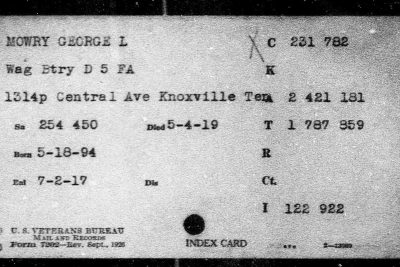 MOWRY GEORGE L C 231 782
Wag Btry D 5 FA K
1314p Central Ave Knoxville Ten A 2 421 181
Sn 254 450 Died 5-4-19 T 1 787 859
Born 5-18-94 R
Enl 7-2-17 Dis Ct.
I 122 922
U. S. VETERANS BUREAU
MAIL AND RECORDS
Form 7202—Rev. Sept., 1926 INDEX CARD